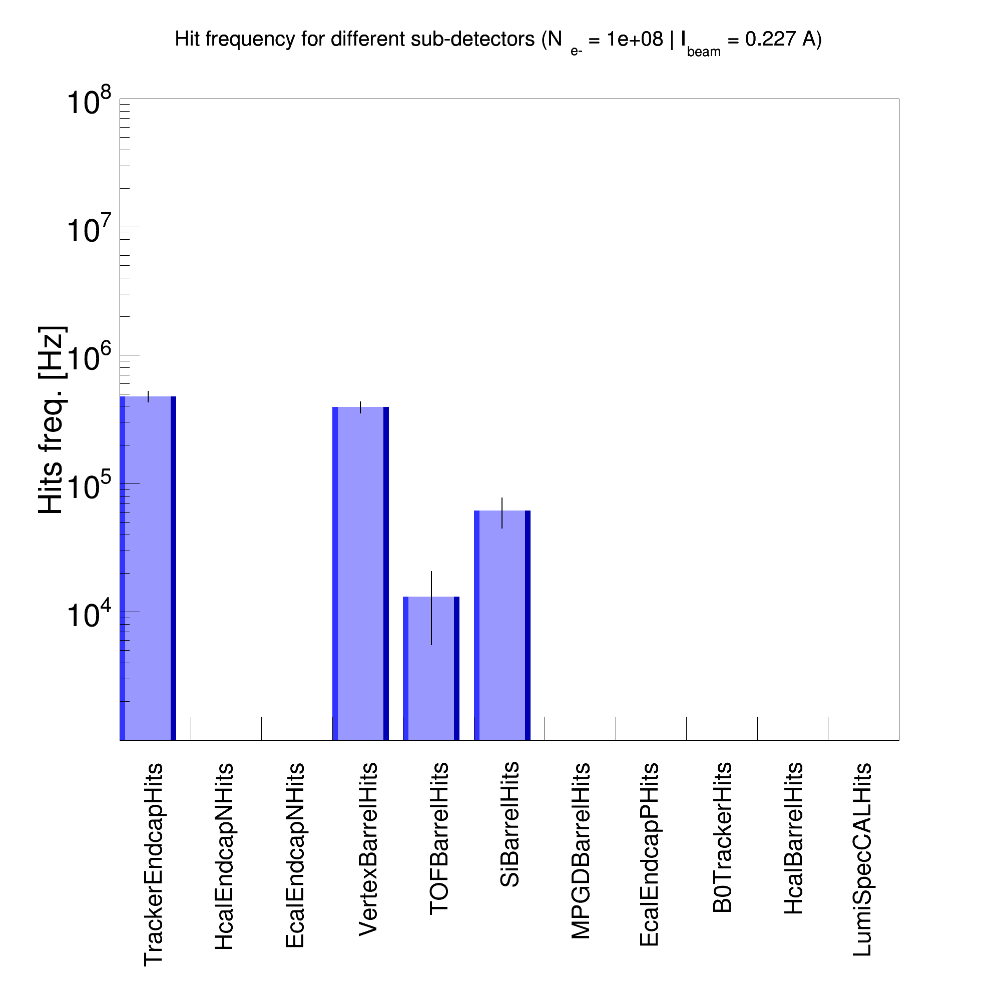 Hit frequency for different sub-detectors (N e- = 1e+08 | I beam = 0.227 A)
Hits freq. [Hz]
10^8
10^7
10^6
10^5
10^4
TrackerEndcapHits
HcalEndcapNHits
EcalEndcapNHits
VertexBarrelHits
TOFBarrelHits
SiBarrelHits
MPGDBarrelHits
EcalEndcapPHits
B0TrackerHits
HcalBarrelHits
LumiSpecCALHits